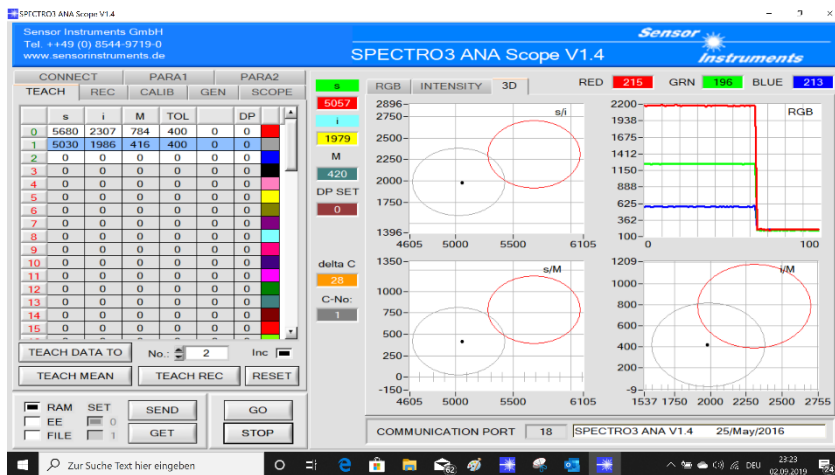 SPECTRO3 ANA Scope V1.4
Sensor Instruments GmbH
Tel. ++49 (0) 8544-9719-0
www.sensorinstruments.de
SPECTRO3 ANA Scope V1.4
Sensor
Instruments
CONNECT PARA1 PARA2
TEACH REC CALIB GEN SCOPE
s i M TOL DP
0 5680 2307 784 400 0 0
1 5030 1986 416 400 0 0
2 0 0 0 0 0 0
3 0 0 0 0 0 0
4 0 0 0 0 0 0
5 0 0 0 0 0 0
6 0 0 0 0 0 0
7 0 0 0 0 0 0
8 0 0 0 0 0 0
9 0 0 0 0 0 0
10 0 0 0 0 0 0
11 0 0 0 0 0 0
12 0 0 0 0 0 0
13 0 0 0 0 0 0
14 0 0 0 0 0 0
15 0 0 0 0 0 0
TEACH DATA TO No.: 2 Inc
TEACH MEAN TEACH REC RESET
RAM SET SEND GO
EE 0
FILE 1 GET STOP
s
5057
i
1979
M
420
DP SET
0
delta C
28
C-No:
1
RGB INTENSITY 3D RED 215 GRN 196 BLUE 213
s/i
2896-
2750-
2500-
2250-
2000-
1750-
1396-
4605 5000 5500 6105
RGB
2200-
1938-
1675-
1412-
1150-
888-
625-
362-
100-
0 100
s/M
1350-
1000-
750-
500-
250-
0-
-150-
4605 5000 5500 6105
i/M
1209-
1000-
800-
600-
400-
200-
-9-
1537 1750 2000 2250 2500 2755
COMMUNICATION PORT 18 SPECTRO3 ANA V1.4 25/May/2016
Zur Suche Text hier eingeben
62
DEU
23:23
02.09.2019
24